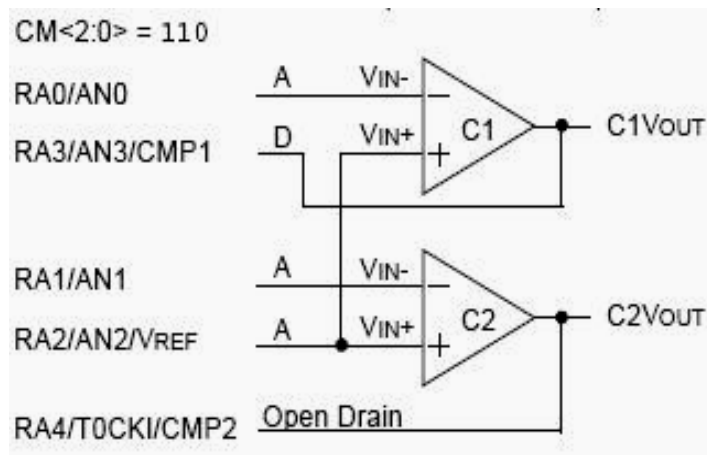 CM<2:0> = 110
RA0/AN0 A VIN- C1 C1VOUT
RA3/AN3/CMP1 D VIN+
RA1/AN1 A VIN- C2 C2VOUT
RA2/AN2/VREF A VIN+
RA4/T0CKI/CMP2 Open Drain